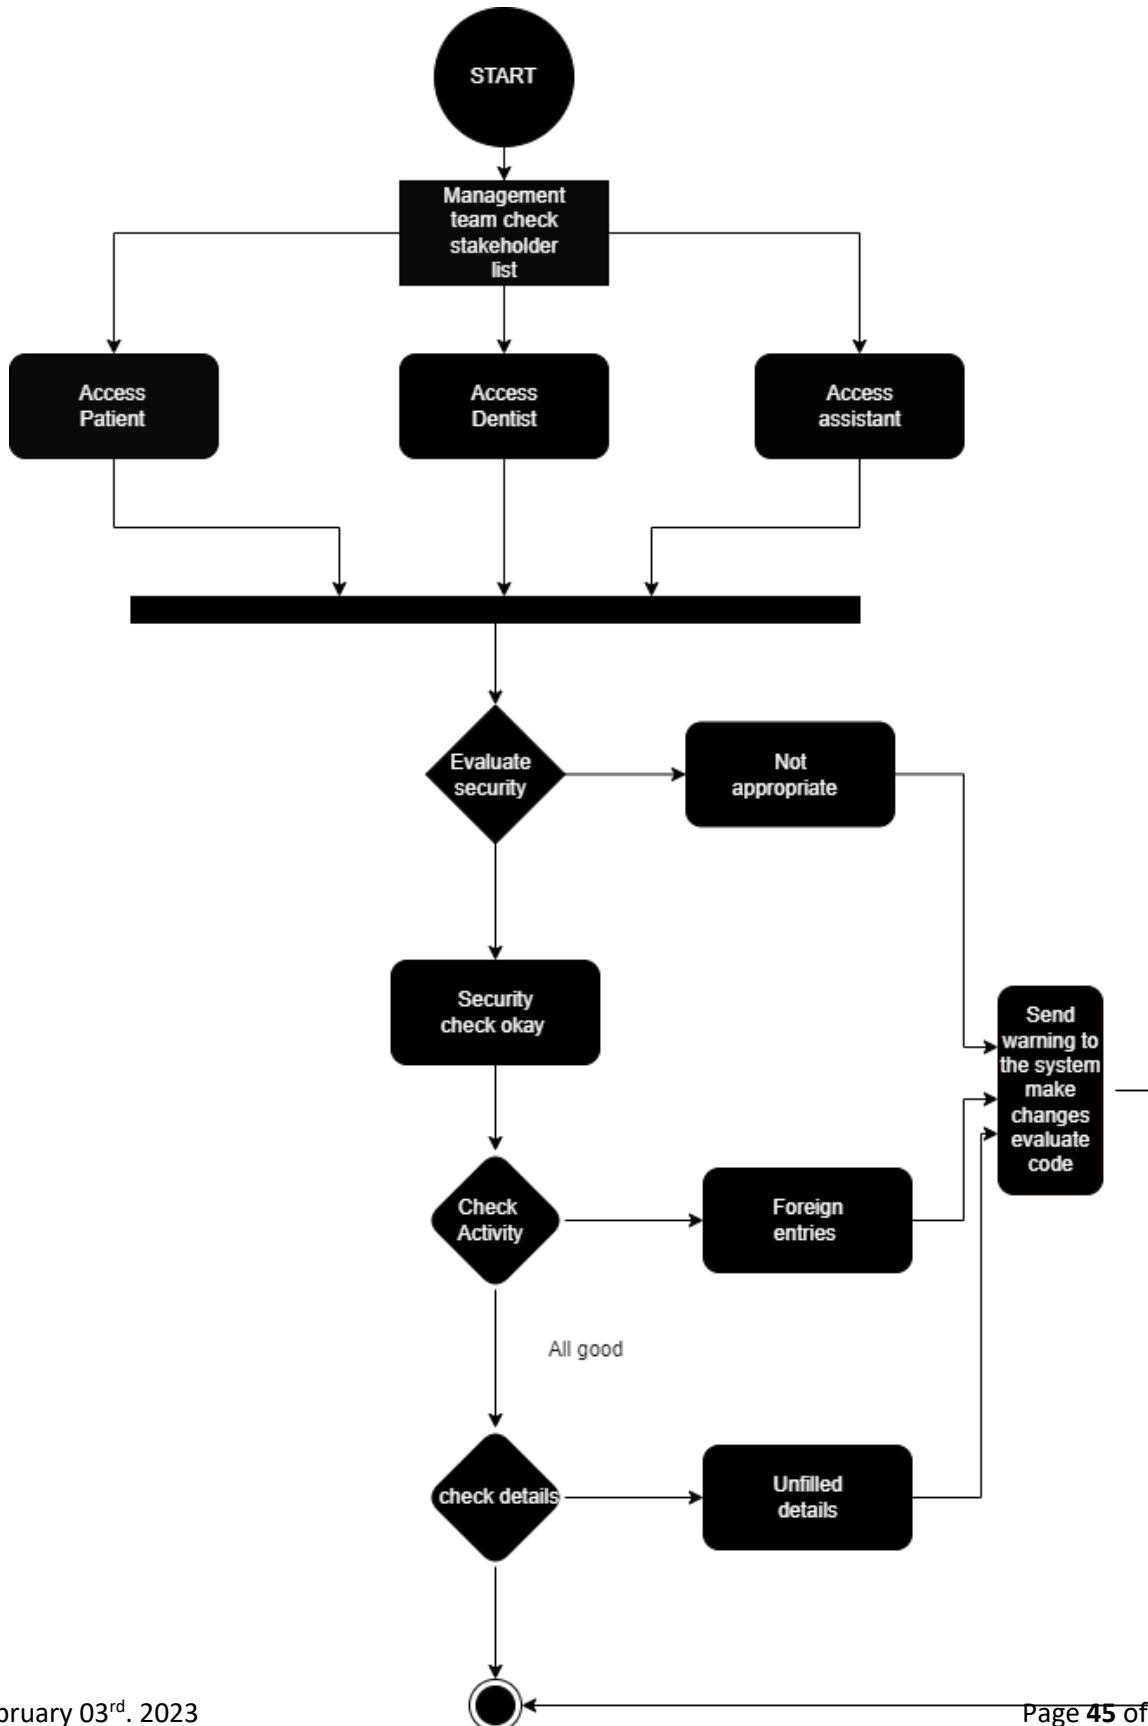 START
Management
team check
stakeholder
list
Access
Patient
Access
Dentist
Access
assistant
Evaluate
security
Not
appropriate
Security
check okay
Send
warning to
the system
make
changes
evaluate
code
Check
Activity
Foreign
entries
All good
check details
Unfilled
details
bruary 03rd. 2023
Page 45 of